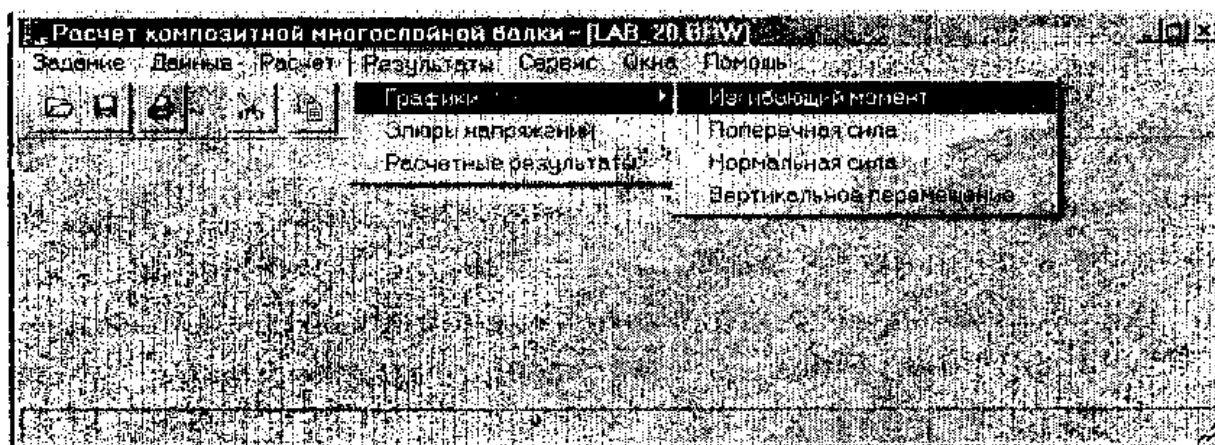 Расчет композитной многослойной балки - [LAB_20.BRW]
Задание Данные Расчет Результаты Сервис Окна Помощь
Графики
Эпюры напряжений
Расчетные результаты
Изгибающий момент
Поперечная сила
Нормальная сила
Вертикальное перемещение